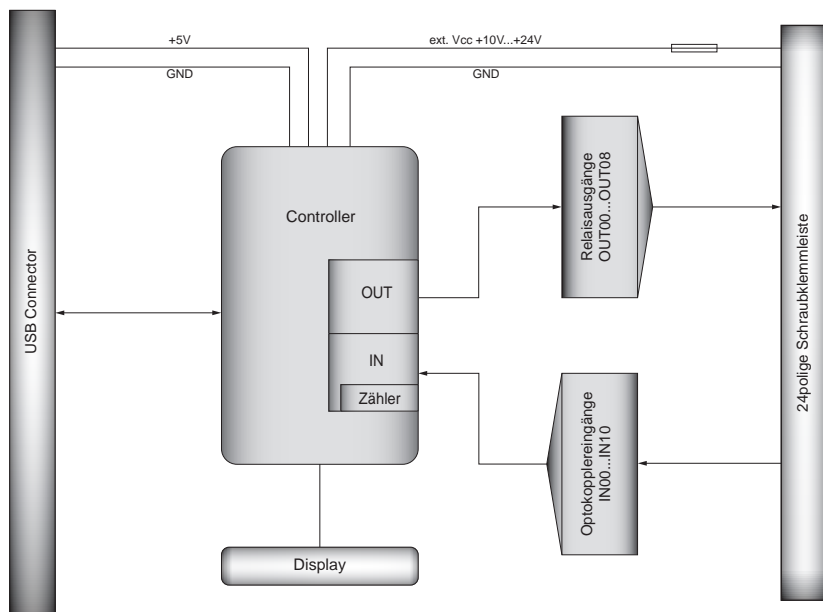 +5V
ext. Vcc +10V...+24V
GND
GND
Controller
Relaisausgänge
OUT00...OUT08
OUT
IN
Zähler
USB Connector
24polige Schraubklemmleiste
Optokopplereingänge
IN00...IN10
Display